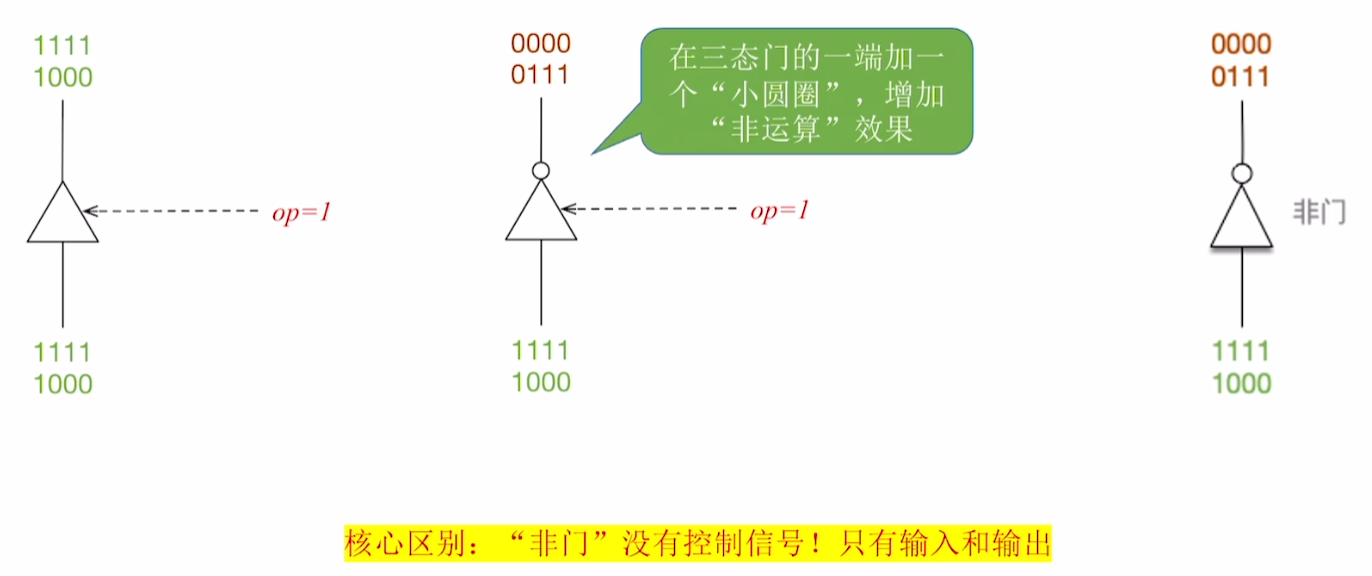 1111
1000
op=1
1111
1000
0000
0111
在三态门的一端加一
个“小圆圈”，增加
“非运算”效果
op=1
1111
1000
0000
0111
非门
1111
1000
核心区别：“非门”没有控制信号！只有输入和输出